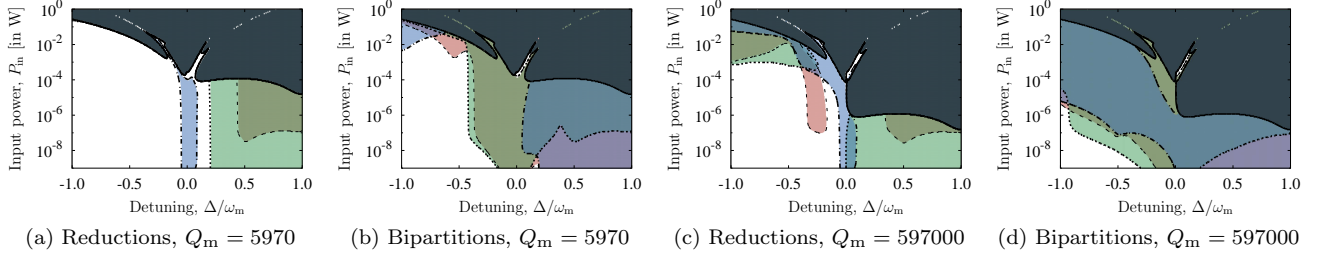 Input power, P_in [in W]
10^0
10^-2
10^-4
10^-6
10^-8
-1.0 -0.5 0.0 0.5 1.0
Detuning, Δ/ω_m
(a) Reductions, Q_m = 5970
Input power, P_in [in W]
10^0
10^-2
10^-4
10^-6
10^-8
-1.0 -0.5 0.0 0.5 1.0
Detuning, Δ/ω_m
(b) Bipartitions, Q_m = 5970
Input power, P_in [in W]
10^0
10^-2
10^-4
10^-6
10^-8
-1.0 -0.5 0.0 0.5 1.0
Detuning, Δ/ω_m
(c) Reductions, Q_m = 597000
Input power, P_in [in W]
10^0
10^-2
10^-4
10^-6
10^-8
-1.0 -0.5 0.0 0.5 1.0
Detuning, Δ/ω_m
(d) Bipartitions, Q_m = 597000